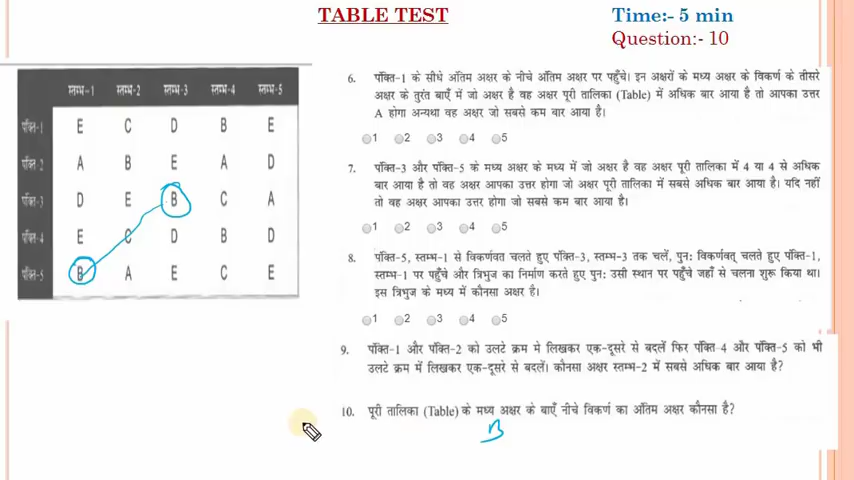 TABLE TEST
Time:- 5 min
Question:- 10
स्तम्भ-1 स्तम्भ-2 स्तम्भ-3 स्तम्भ-4 स्तम्भ-5
पंक्ति-1 E C D B E
पंक्ति-2 A B E A D
पंक्ति-3 D E B C A
पंक्ति-4 E C D B D
पंक्ति-5 B A E C E
6. पंक्ति-1 के सीधे अंतिम अक्षर के नीचे अंतिम अक्षर पर पहुँचे। इन अक्षरों के मध्य अक्षर के विकर्ण के तीसरे
अक्षर के तुरंत बाएँ में जो अक्षर है वह अक्षर पूरी तालिका (Table) में अधिक बार आया है तो आपका उत्तर
A होगा अन्यथा वह अक्षर जो सबसे कम बार आया है।
1 2 3 4 5
7. पंक्ति-3 और पंक्ति-5 के मध्य अक्षर के मध्य में जो अक्षर है वह अक्षर पूरी तालिका में 4 या 4 से अधिक
बार आया है तो वह अक्षर आपका उत्तर होगा जो अक्षर पूरी तालिका में सबसे अधिक बार आया है। यदि नहीं
तो वह अक्षर आपका उत्तर होगा जो सबसे कम बार आया है।
1 2 3 4 5
8. पंक्ति-5, स्तम्भ-1 से विकर्णवत चलते हुए पंक्ति-3, स्तम्भ-3 तक चलें, पुन: विकर्णवत् चलते हुए पंक्ति-1,
स्तम्भ-1 पर पहुँचे और त्रिभुज का निर्माण करते हुए पुन: उसी स्थान पर पहुँचे जहाँ से चलना शुरू किया था।
इस त्रिभुज के मध्य में कौनसा अक्षर है।
1 2 3 4 5
9. पंक्ति-1 और पंक्ति-2 को उलटे क्रम मे लिखकर एक-दूसरे से बदलें फिर पंक्ति-4 और पंक्ति-5 को भी
उलटे क्रम में लिखकर एक-दूसरे से बदलें। कौनसा अक्षर स्तम्भ-2 में सबसे अधिक बार आया है?
10. पूरी तालिका (Table) के मध्य अक्षर के बाएँ नीचे विकर्ण का अंतिम अक्षर कौनसा है?
B